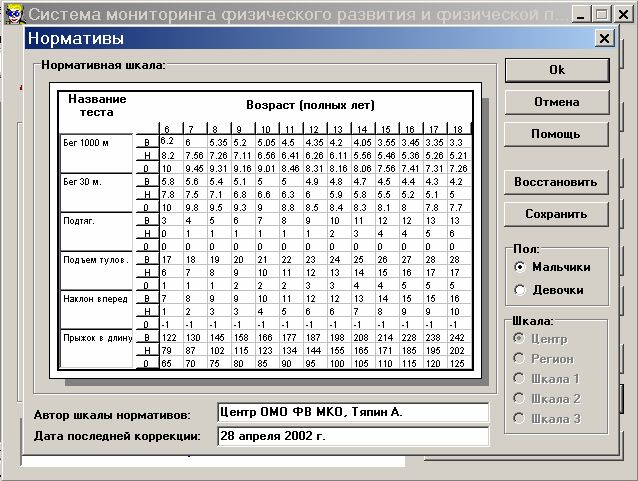 Система мониторинга физического развития и физической п...
Нормативы
Нормативная шкала:
Название теста Возраст (полных лет)
6 7 8 9 10 11 12 13 14 15 16 17 18
Бег 1000 м В 6.2 6 5.35 5.2 5.05 4.5 4.35 4.2 4.05 3.55 3.45 3.35 3.3
Н 8.2 7.56 7.26 7.11 6.56 6.41 6.26 6.11 5.56 5.46 5.36 5.26 5.21
0 10 9.45 9.31 9.16 9.01 8.46 8.31 8.16 8.06 7.56 7.41 7.31 7.26
Бег 30 м. В 5.8 5.6 5.4 5.1 5 5 4.9 4.8 4.7 4.5 4.4 4.3 4.2
Н 7.8 7.5 7.1 6.8 6.6 6.3 6 5.9 5.8 5.5 5.2 5.1 5
0 10 9.8 9.5 9.3 9 8.8 8.5 8.4 8.3 8.1 8 7.8 7.7
Подтяг. В 3 4 5 6 7 8 9 10 11 12 12 13 13
Н 0 1 1 1 1 1 2 3 4 4 4 5 6
0 0 0 0 0 0 0 0 0 0 0 0 0 0
Подъем тулов. В 17 18 19 20 21 22 23 24 25 26 27 28 28
Н 6 7 8 9 10 11 12 13 14 15 16 17 17
0 1 1 1 2 2 2 3 3 4 4 5 5 5
Наклон вперед В 7 8 9 9 10 11 12 12 13 14 15 15 16
Н 1 2 3 3 4 5 6 6 7 8 9 9 10
0 -1 -1 -1 -1 -1 -1 -1 -1 -1 -1 -1 -1 -1
Прыжок в длину В 122 130 145 158 166 177 187 198 208 214 228 238 242
Н 79 87 102 115 123 134 144 155 165 171 185 195 202
0 65 70 75 80 85 90 95 100 105 110 115 120 125
Ok
Отмена
Помощь
Восстановить
Сохранить
Пол:
Мальчики
Девочки
Шкала:
Центр
Регион
Шкала 1
Шкала 2
Шкала 3
Автор шкалы нормативов: Центр ОМО ФВ МКО, Тяпин А.
Дата последней коррекции: 28 апреля 2002 г.